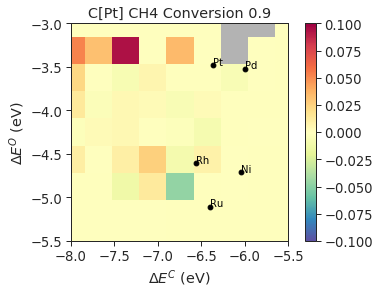 C[Pt] CH4 Conversion 0.9
−3.0
−3.5
−4.0
−4.5
−5.0
−5.5
ΔE^O (eV)
Pt
Pd
Rh
Ni
Ru
−8.0 −7.5 −7.0 −6.5 −6.0 −5.5
ΔE^C (eV)
0.100
0.075
0.050
0.025
0.000
−0.025
−0.050
−0.075
−0.100